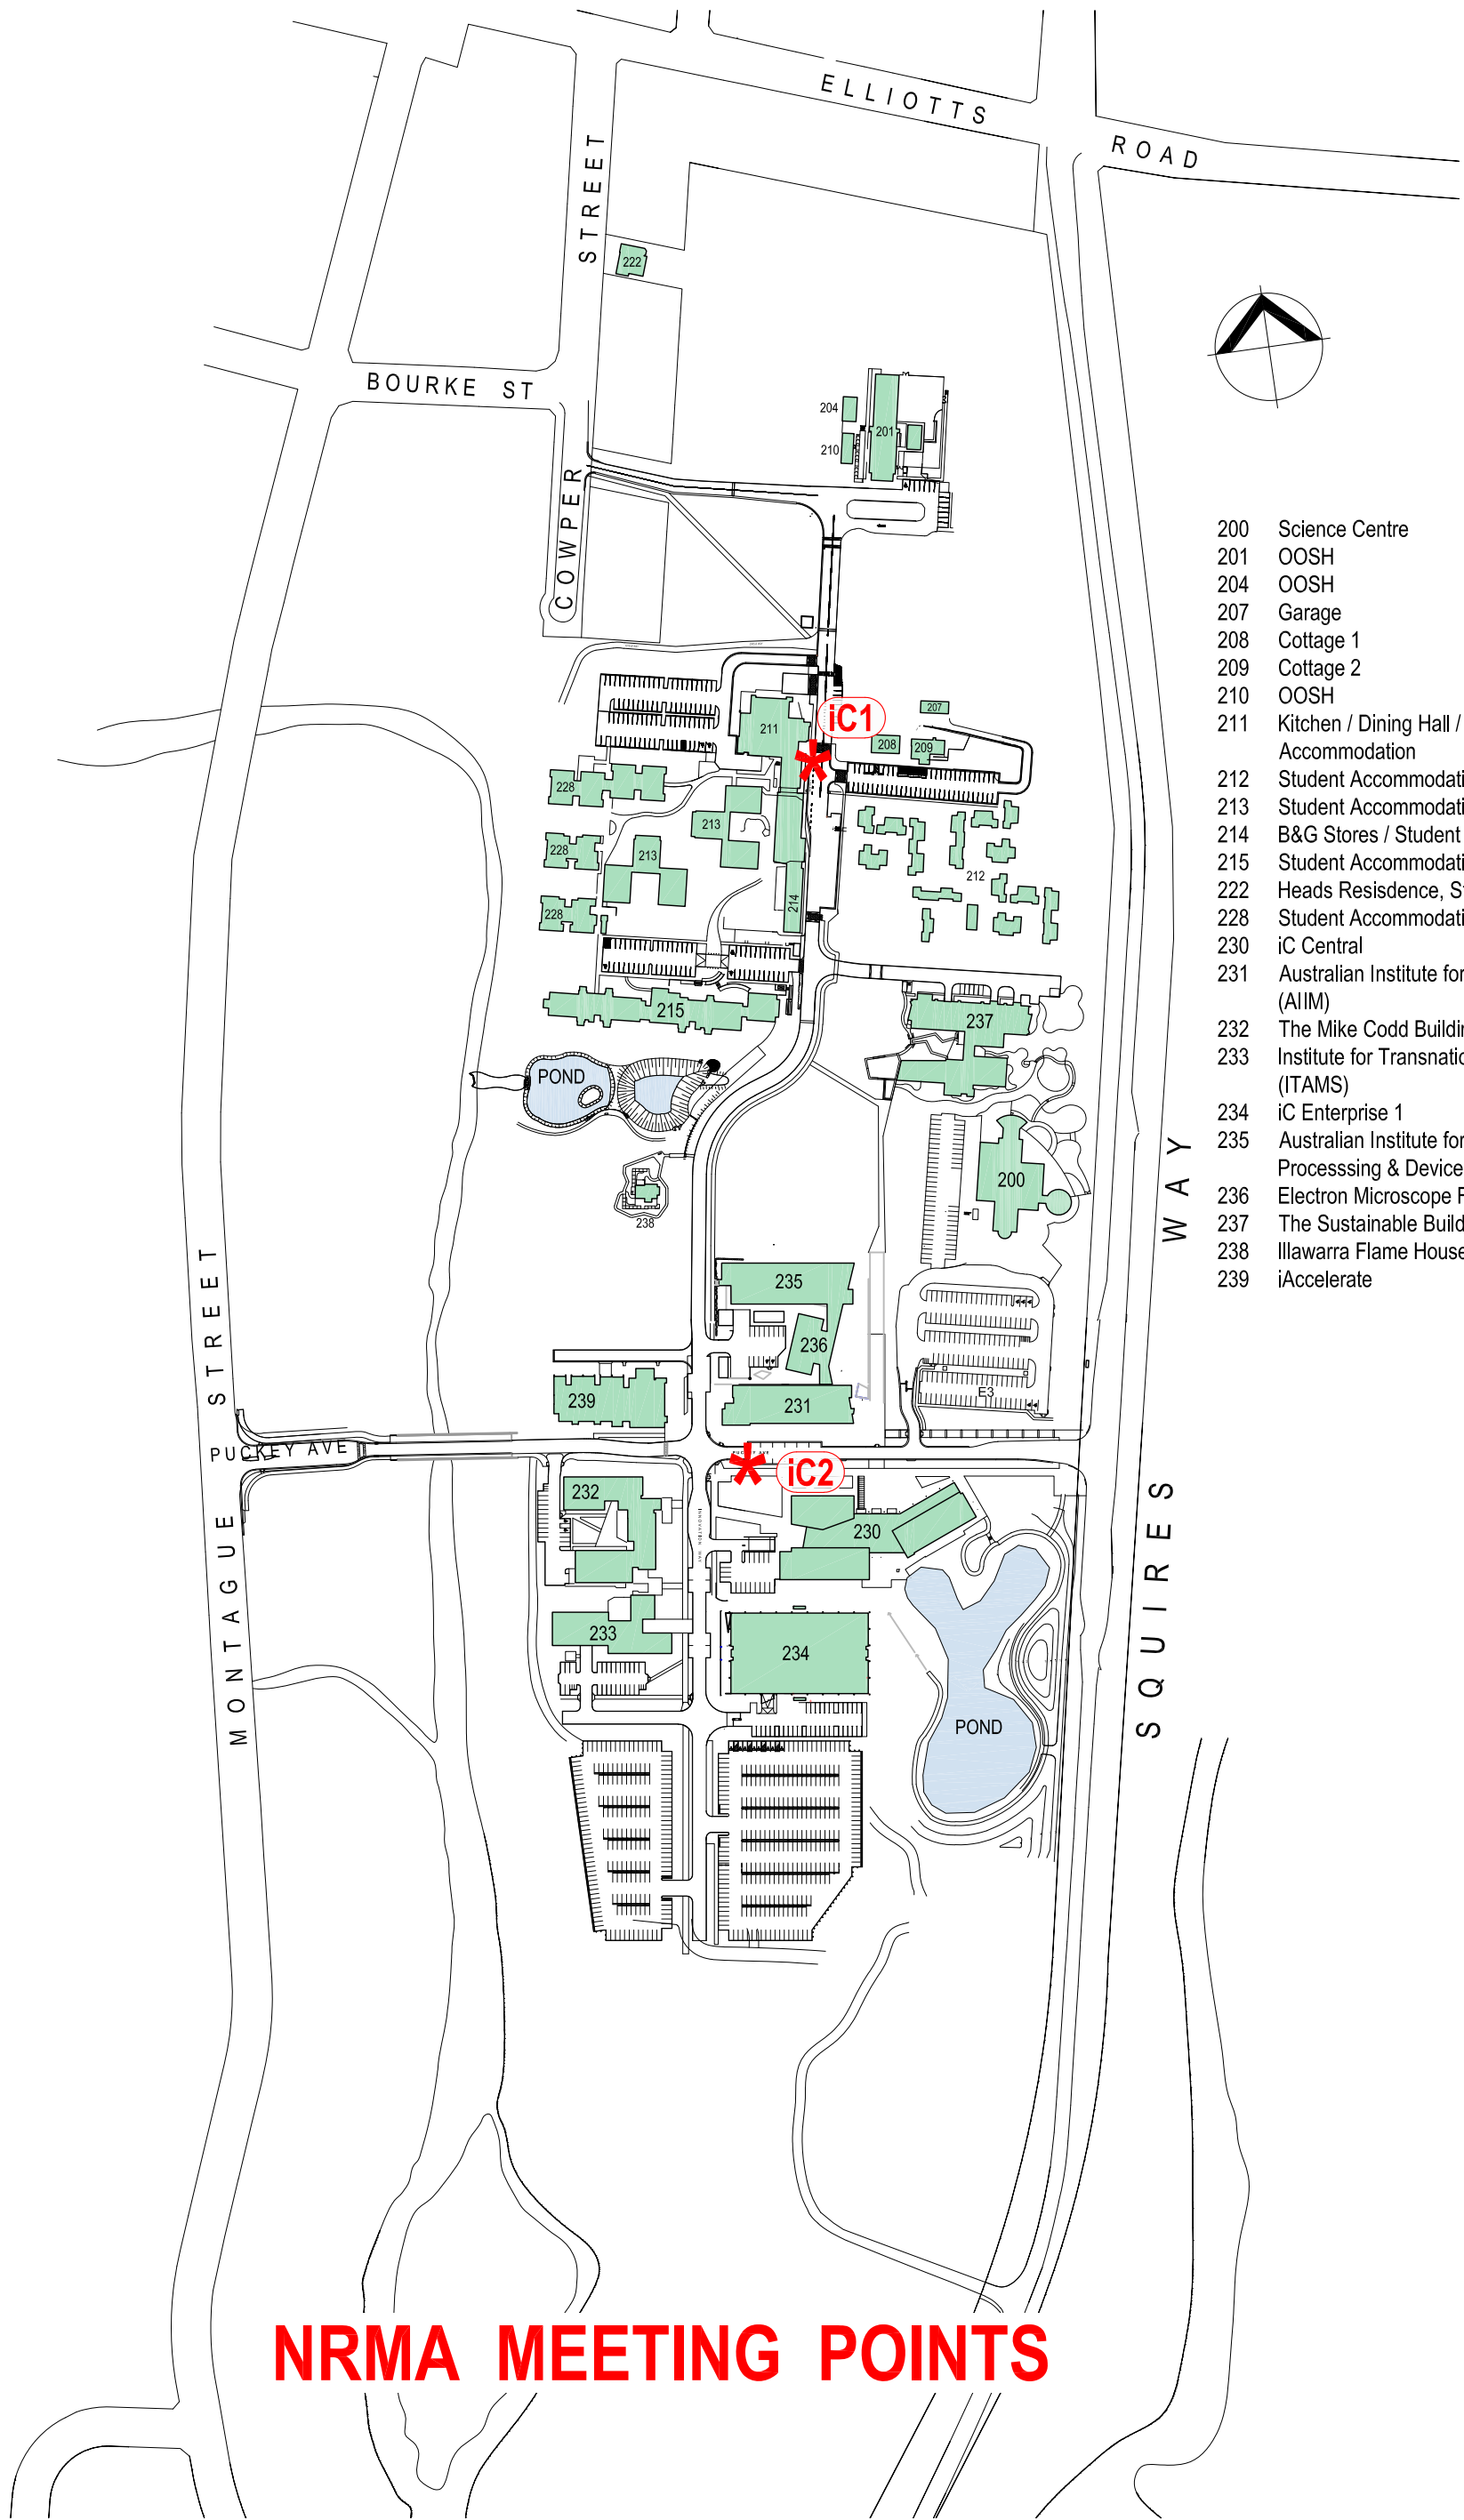 ELLIOTTS
ROAD
STREET
222
BOURKE ST
204
201
210
COWPER
200 Science Centre
201 OOSH
204 OOSH
207 Garage
208 Cottage 1
209 Cottage 2
210 OOSH
211 Kitchen / Dining Hall /
Accommodation
212 Student Accommodati
213 Student Accommodati
214 B&G Stores / Student
215 Student Accommodati
222 Heads Resisdence, St
228 Student Accommodati
230 iC Central
231 Australian Institute for
(AIIM)
232 The Mike Codd Buildin
233 Institute for Transnatio
(ITAMS)
234 iC Enterprise 1
235 Australian Institute for
Processsing & Device
236 Electron Microscope F
237 The Sustainable Build
238 Illawarra Flame House
239 iAccelerate
207
iC1
211
208
209
228
213
228
213
212
228
214
215
237
POND
200
WAY
238
235
236
STREET
239
231
E3
PUCKEY AVE
PUCKEY AVE
iC2
232
INNOVATION WAY
230
SQUIRES
MONTAGUE
233
234
POND
NRMA MEETING POINTS